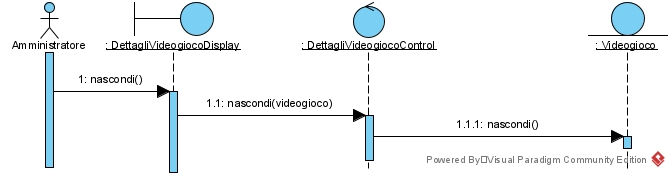 Amministratore
: DettagliVideogiocoDisplay
: DettagliVideogiocoControl
: Videogioco
1: nascondi()
1.1: nascondi(videogioco)
1.1.1: nascondi()
Powered By Visual Paradigm Community Edition